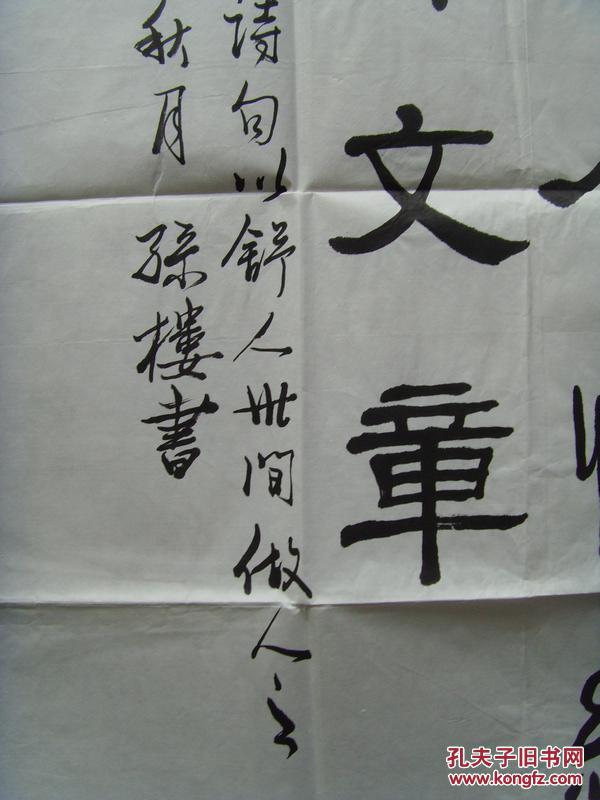 文章
詩句以舒人世間做人之
秋月 孫樓書
孔夫子旧书网
www.kongfz.com